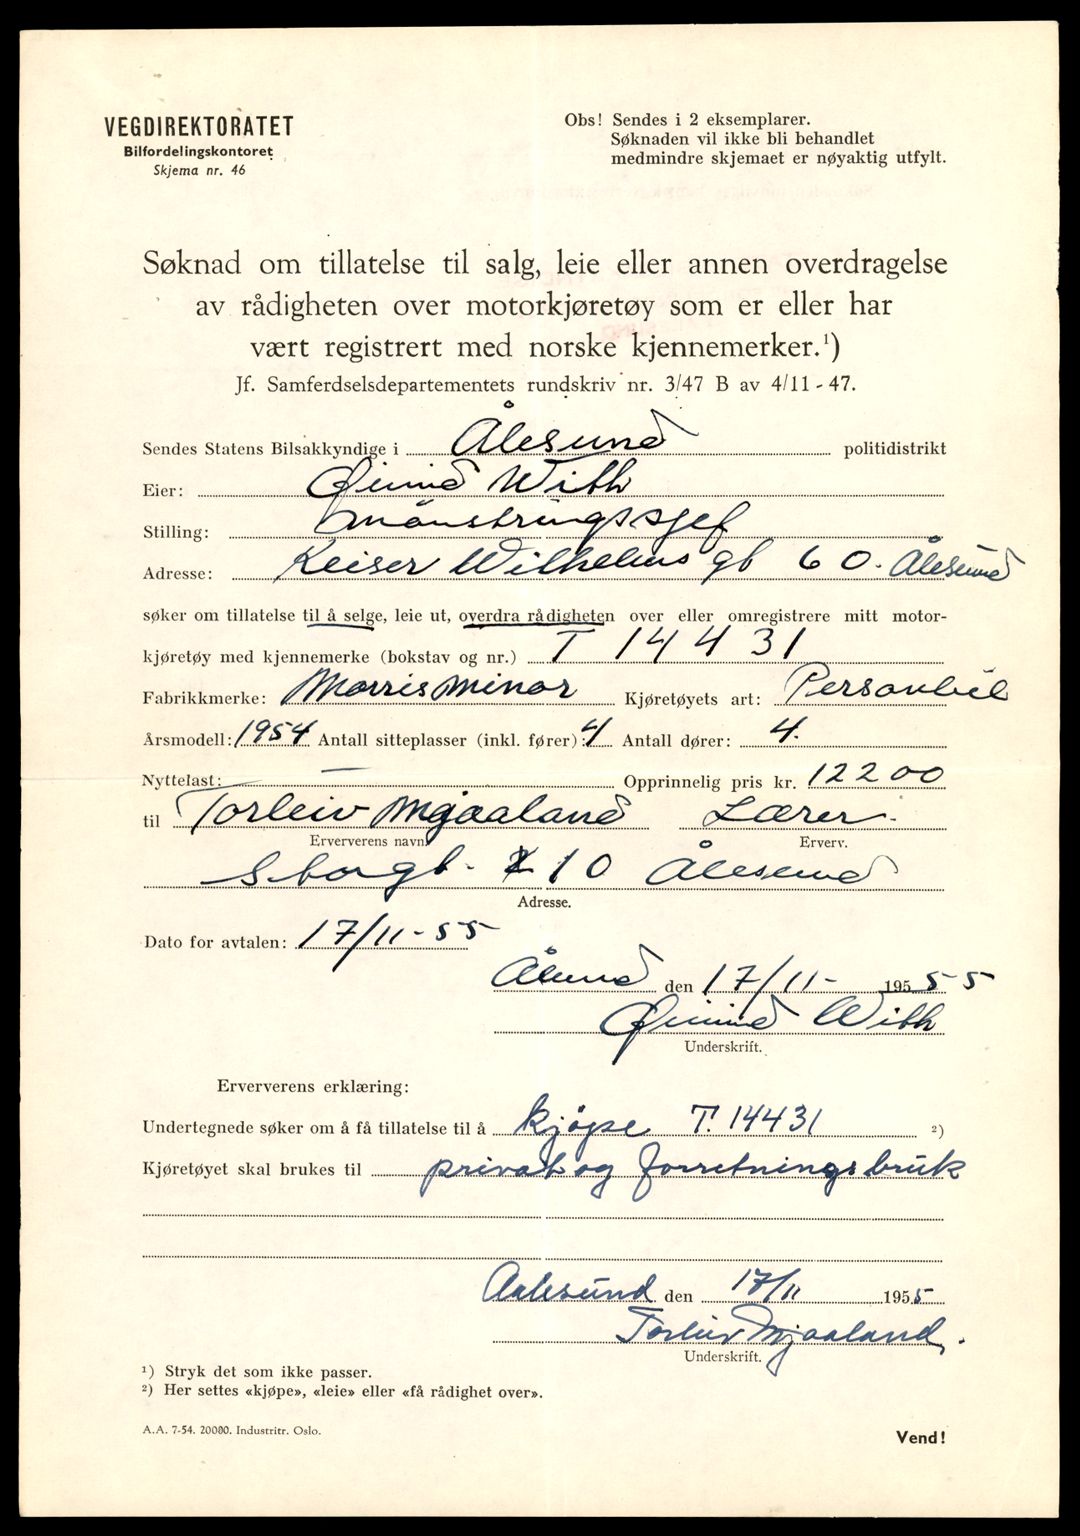 VEGDIREKTORATET
Bilfordelingskontoret
Skjema nr. 46
Obs! Sendes i 2 eksemplarer.
Søknaden vil ikke bli behandlet
medmindre skjemaet er nøyaktig utfylt.
Søknad om tillatelse til salg, leie eller annen overdragelse
av rådigheten over motorkjøretøy som er eller har
vært registrert med norske kjennemerker.¹)
Jf. Samferdselsdepartementets rundskriv nr. 3/47 B av 4/11-47.
Sendes Statens Bilsakkyndige i Ålesund politidistrikt
Eier: Øivind With
Stilling: mønstringssjef
Adresse: Keiser Wilhelms gt 60. Ålesund
søker om tillatelse til å selge, leie ut, overdra rådigheten over eller omregistrere mitt motor-
kjøretøy med kjennemerke (bokstav og nr.) T 14431
Fabrikkmerke: Morris Minor Kjøretøyets art: Personbil
Årsmodell: 1954 Antall sitteplasser (inkl. fører): 4 Antall dører: 4.
Nyttelast: — Opprinnelig pris kr. 12200
til Torleiv Mjaaland Lærer.
Erververens navn. Erverv.
Storgt. 10 Ålesund
Adresse.
Dato for avtalen: 17/11-55
Ålesund den 17/11- 1955-55
Øivind With
Underskrift.
Erververens erklæring:
Undertegnede søker om å få tillatelse til å kjøpe T. 14431 ²)
Kjøretøyet skal brukes til privat og forretningsbruk
Aalesund den 17/11 1955
Torleiv Mjaaland.
Underskrift.
¹) Stryk det som ikke passer.
²) Her settes «kjøpe», «leie» eller «få rådighet over».
A.A. 7-54. 20000. Industritr. Oslo.
Vend!